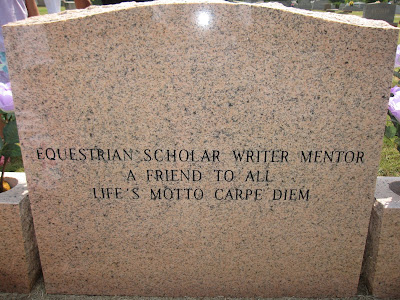 EQUESTRIAN SCHOLAR WRITER MENTOR
A FRIEND TO ALL
LIFE'S MOTTO CARPE DIEM